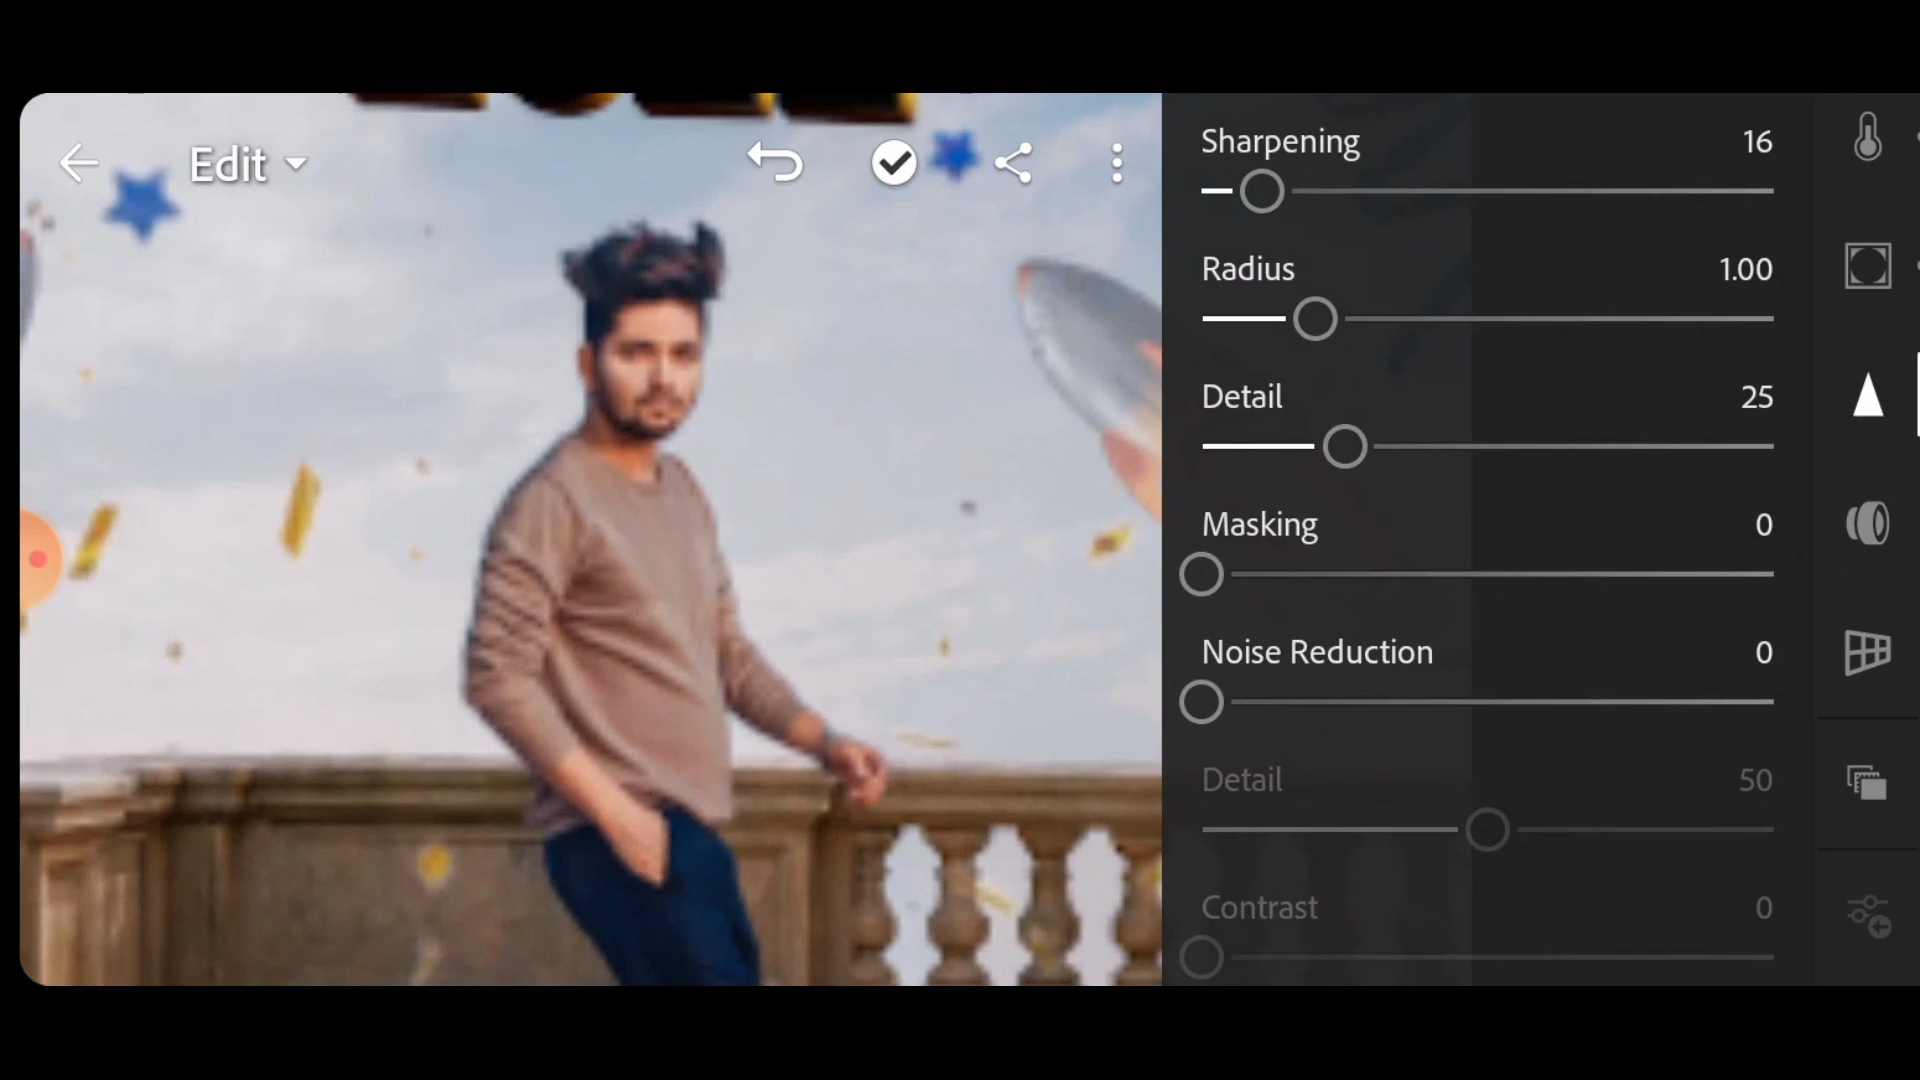 Edit
Sharpening 16
Radius 1.00
Detail 25
Masking 0
Noise Reduction 0
Detail 50
Contrast 0